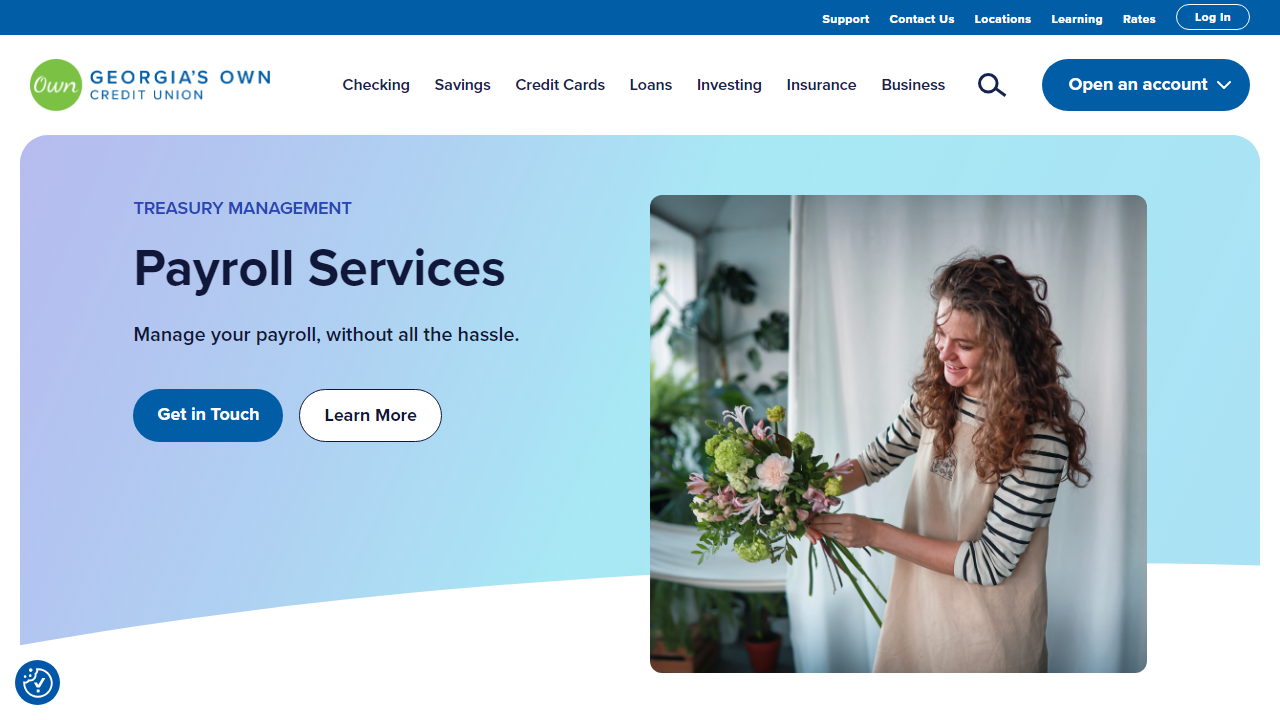 Support Contact Us Locations Learning Rates Log In
Own GEORGIA'S OWN
CREDIT UNION
Checking Savings Credit Cards Loans Investing Insurance Business Open an account
TREASURY MANAGEMENT
Payroll Services
Manage your payroll, without all the hassle.
Get in Touch Learn More